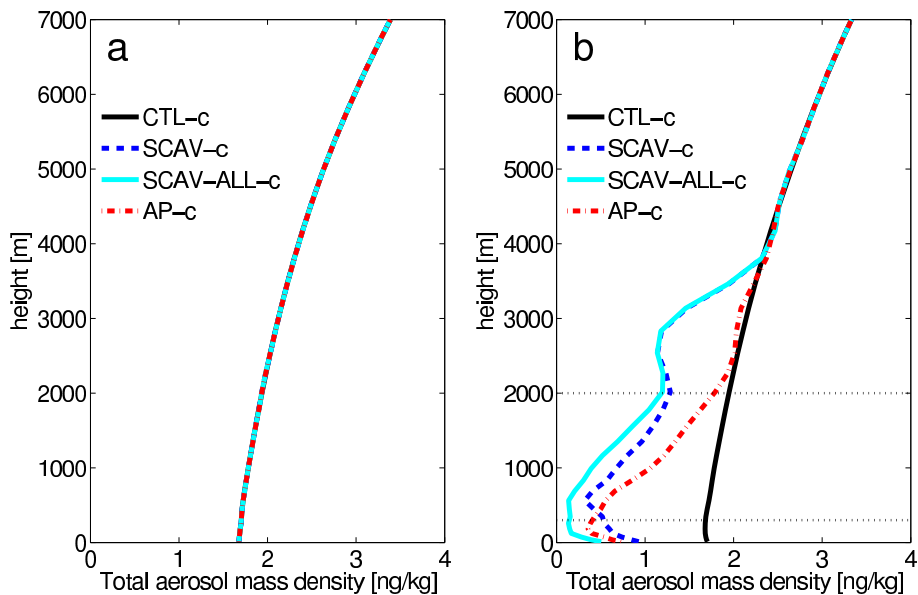 a
7000
6000
5000
4000
3000
2000
1000
0
height [m]
CTL−c
SCAV−c
SCAV−ALL−c
AP−c
0 1 2 3 4
Total aerosol mass density [ng/kg]
b
7000
6000
5000
4000
3000
2000
1000
0
height [m]
CTL−c
SCAV−c
SCAV−ALL−c
AP−c
0 1 2 3 4
Total aerosol mass density [ng/kg]